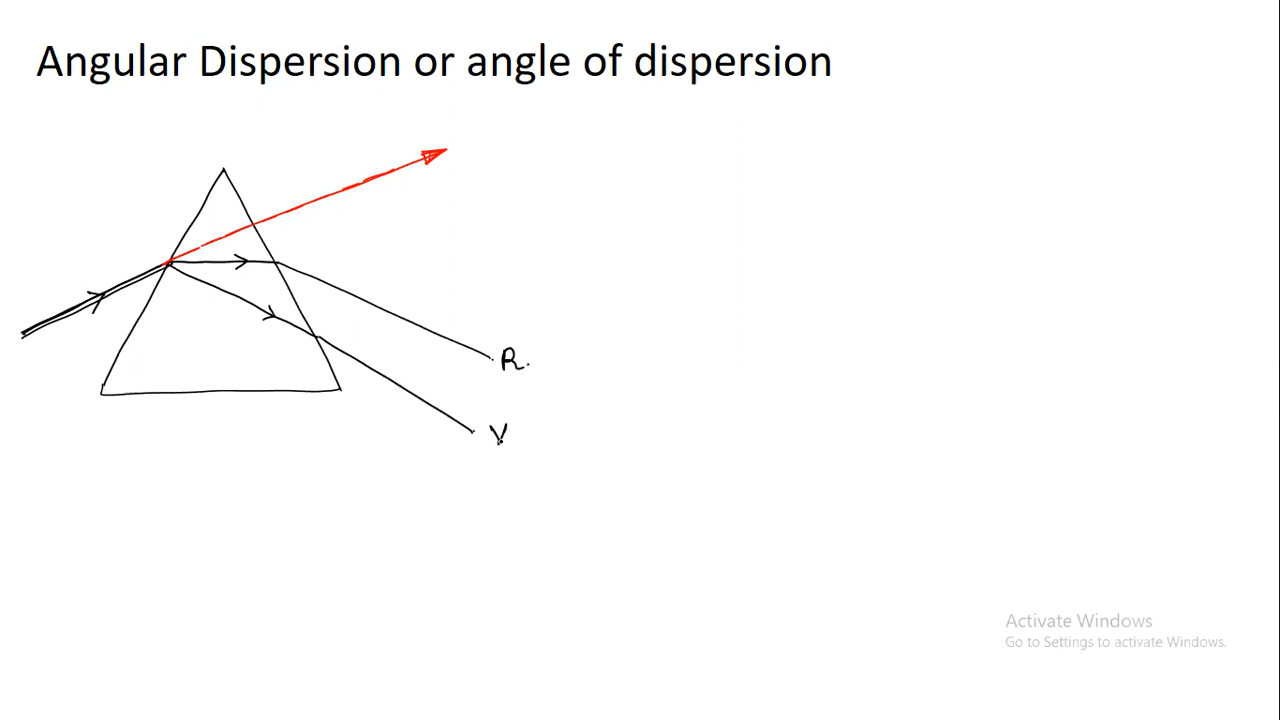 Angular Dispersion or angle of dispersion
R.
V
Activate Windows
Go to Settings to activate Windows.